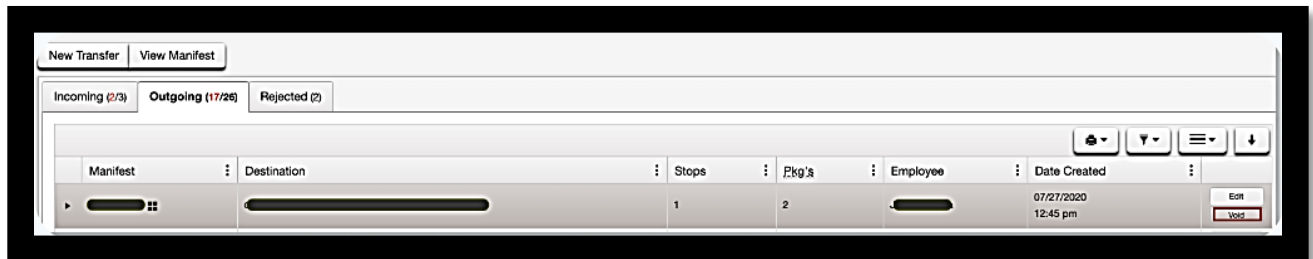 New Transfer View Manifest
Incoming (2/3) Outgoing (17/26) Rejected (2)
Manifest Destination Stops Pkg's Employee Date Created
1 2 07/27/2020 Edit
12:45 pm Void